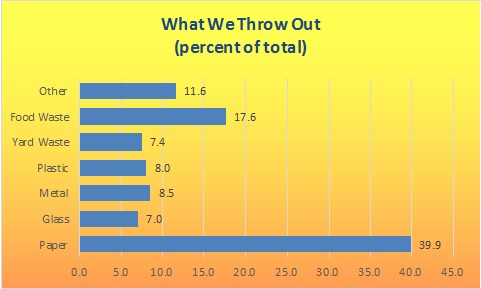 What We Throw Out
(percent of total)
Other 11.6
Food Waste 17.6
Yard Waste 7.4
Plastic 8.0
Metal 8.5
Glass 7.0
Paper 39.9
0.0 5.0 10.0 15.0 20.0 25.0 30.0 35.0 40.0 45.0